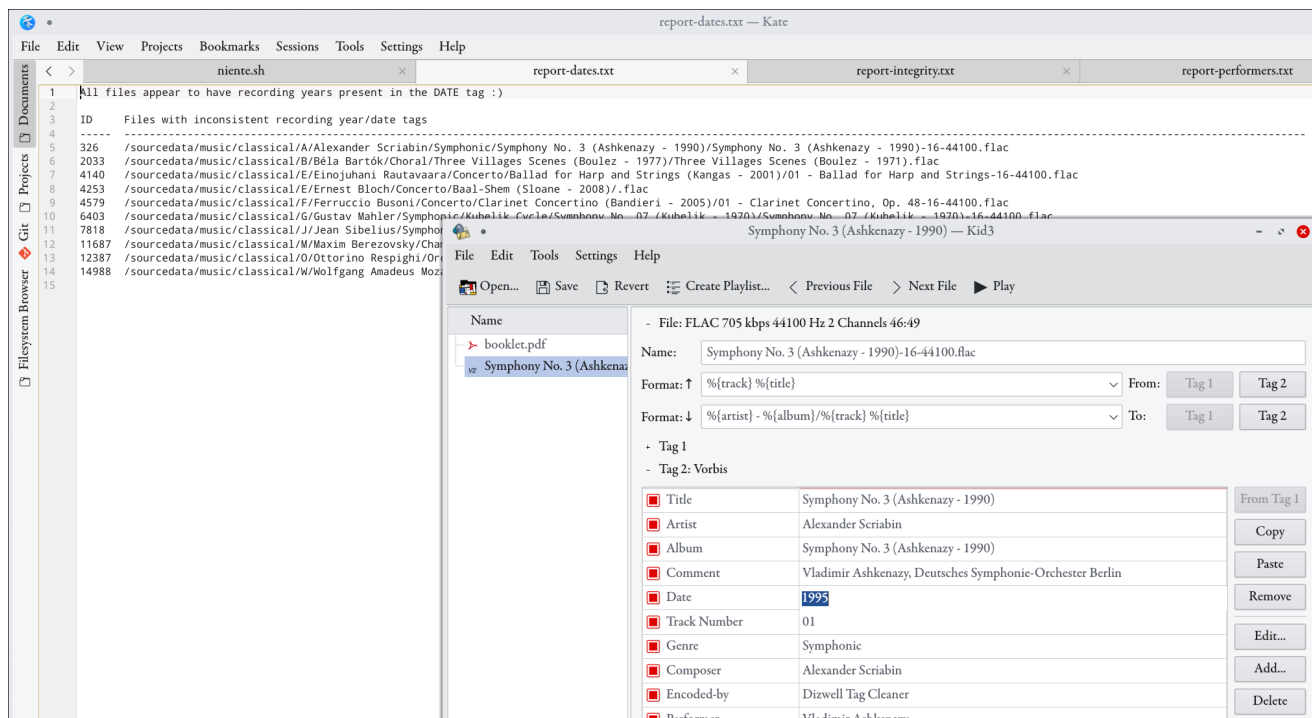 report-dates.txt — Kate
File Edit View Projects Bookmarks Sessions Tools Settings Help
niente.sh
report-dates.txt
report-integrity.txt
report-performers.txt
Documents
Projects
Git
Filesystem Browser
1 All files appear to have recording years present in the DATE tag :)
2
3 ID Files with inconsistent recording year/date tags
4 ----- --------------------------------------------------------------
5 326 /sourcedata/music/classical/A/Alexander Scriabin/Symphonic/Symphony No. 3 (Ashkenazy - 1990)/Symphony No. 3 (Ashkenazy - 1990)-16-44100.flac
6 2033 /sourcedata/music/classical/B/Béla Bartók/Choral/Three Villages Scenes (Boulez - 1977)/Three Villages Scenes (Boulez - 1971).flac
7 4140 /sourcedata/music/classical/E/Einojuhani Rautavaara/Concerto/Ballad for Harp and Strings (Kangas - 2001)/01 - Ballad for Harp and Strings-16-44100.flac
8 4253 /sourcedata/music/classical/E/Ernest Bloch/Concerto/Baal-Shem (Sloane - 2008)/.flac
9 4579 /sourcedata/music/classical/F/Ferruccio Busoni/Concerto/Clarinet Concertino (Bandieri - 2005)/01 - Clarinet Concertino, Op. 48-16-44100.flac
10 6403 /sourcedata/music/classical/G/Gustav Mahler/Symphonic/Kubelik Cycle/Symphony No. 07 (Kubelik - 1970)/Symphony No. 07 (Kubelik - 1970)-16-44100.flac
11 7818 /sourcedata/music/classical/J/Jean Sibelius/Sympho
12 11687 /sourcedata/music/classical/M/Maxim Berezovsky/Cha
13 12387 /sourcedata/music/classical/O/Ottorino Respighi/Or
14 14988 /sourcedata/music/classical/W/Wolfgang Amadeus Moz
15
Symphony No. 3 (Ashkenazy - 1990) — Kid3
File Edit Tools Settings Help
Open... Save Revert Create Playlist... Previous File Next File Play
Name
booklet.pdf
V2 Symphony No. 3 (Ashkenaz
- File: FLAC 705 kbps 44100 Hz 2 Channels 46:49
Name: Symphony No. 3 (Ashkenazy - 1990)-16-44100.flac
Format: ↑ %{track} %{title} From: Tag 1 Tag 2
Format: ↓ %{artist} - %{album}/%{track} %{title} To: Tag 1 Tag 2
+ Tag 1
- Tag 2: Vorbis
Title Symphony No. 3 (Ashkenazy - 1990)
Artist Alexander Scriabin
Album Symphony No. 3 (Ashkenazy - 1990)
Comment Vladimir Ashkenazy, Deutsches Symphonie-Orchester Berlin
Date 1995
Track Number 01
Genre Symphonic
Composer Alexander Scriabin
Encoded-by Dizwell Tag Cleaner
Performer Vladimir Ashkenazy
From Tag 1
Copy
Paste
Remove
Edit...
Add...
Delete